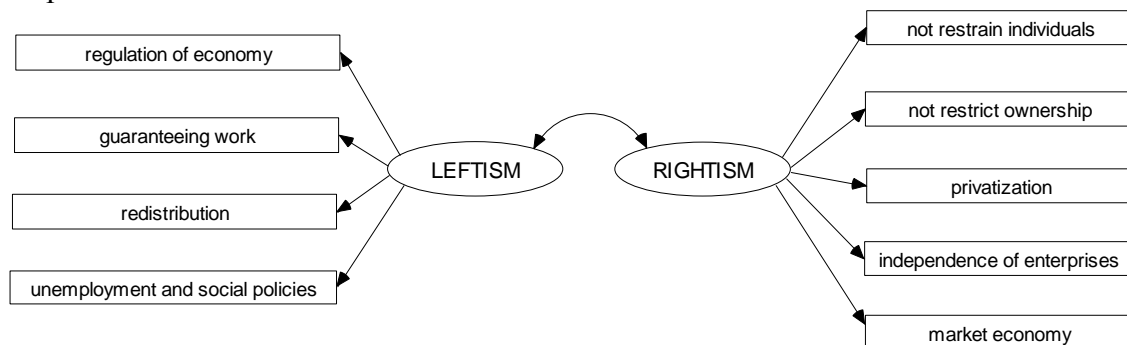 regulation of economy
guaranteeing work
redistribution
unemployment and social policies
LEFTISM
RIGHTISM
not restrain individuals
not restrict ownership
privatization
independence of enterprises
market economy